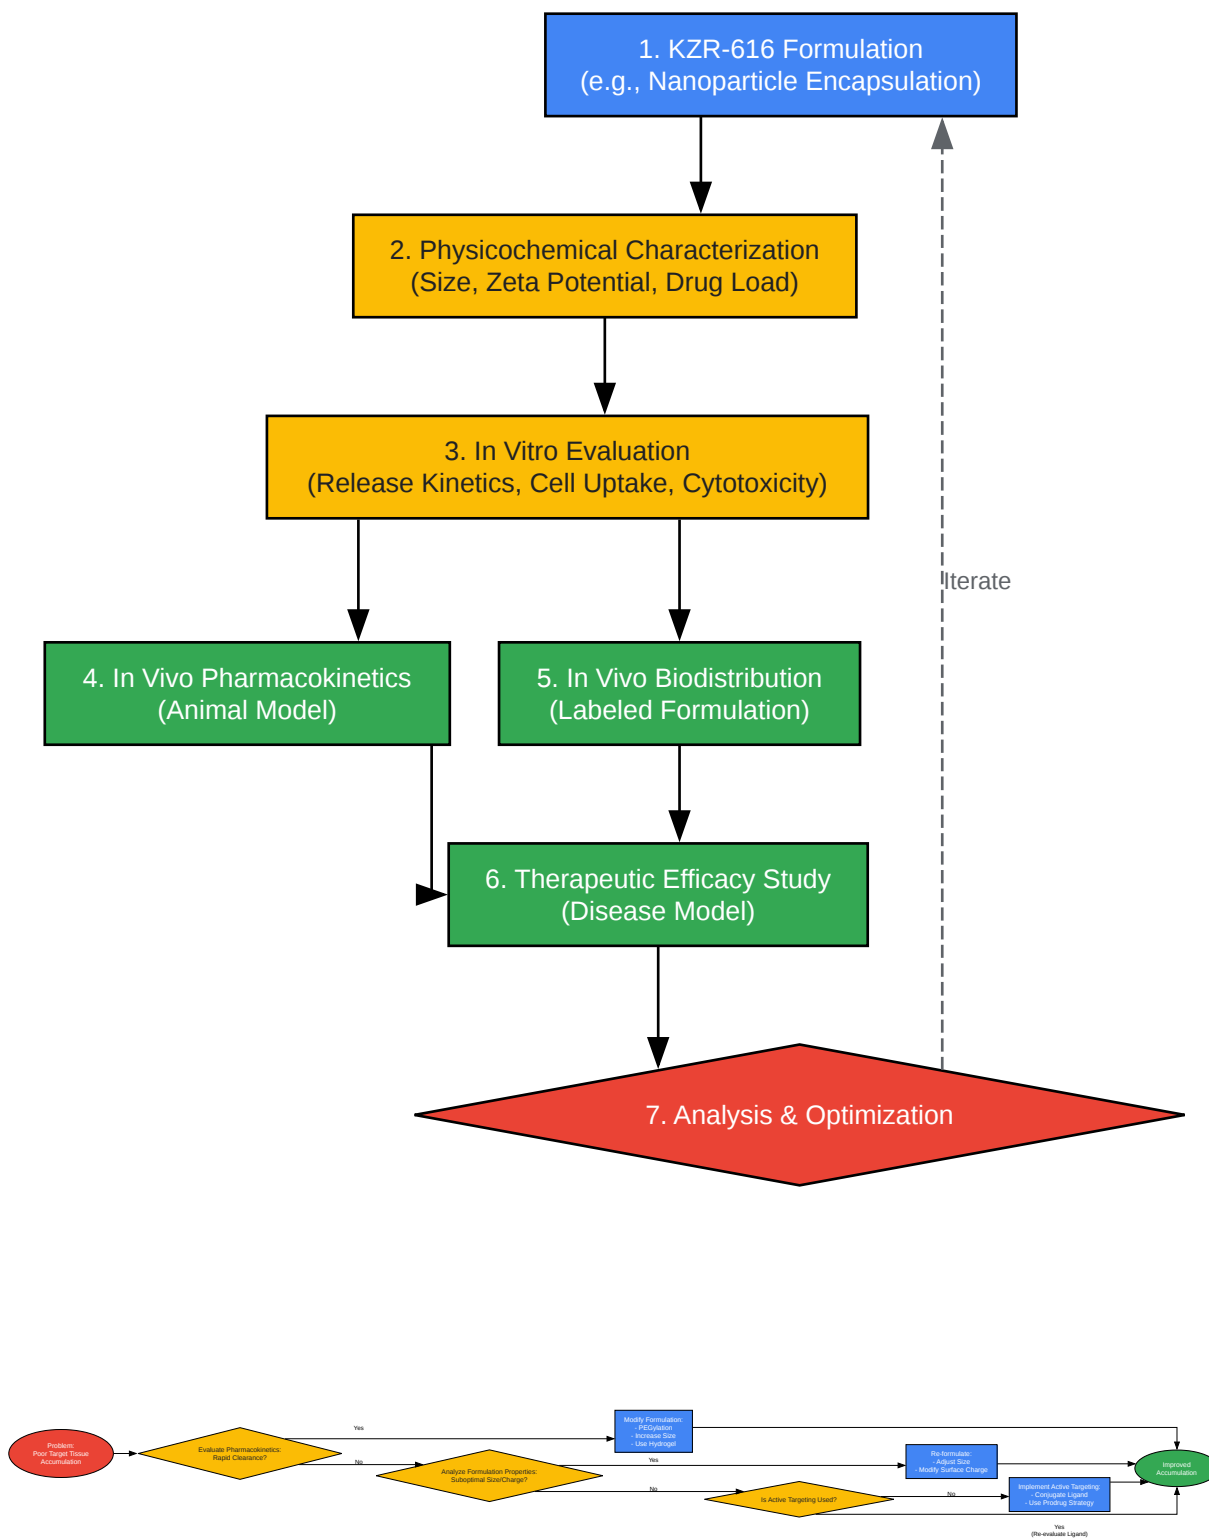 1. KZR-616 Formulation
(e.g., Nanoparticle Encapsulation)
2. Physicochemical Characterization
(Size, Zeta Potential, Drug Load)
3. In Vitro Evaluation
(Release Kinetics, Cell Uptake, Cytotoxicity)
Iterate
4. In Vivo Pharmacokinetics
(Animal Model)
5. In Vivo Biodistribution
(Labeled Formulation)
6. Therapeutic Efficacy Study
(Disease Model)
7. Analysis & Optimization
Problem:
Poor Target Tissue
Accumulation
Evaluate Pharmacokinetics:
Rapid Clearance?
Yes
No
Modify Formulation:
- PEGylation
- Increase Size
- Use Hydrogel
Analyze Formulation Properties:
Suboptimal Size/Charge?
Yes
No
Re-formulate:
- Adjust Size
- Modify Surface Charge
Is Active Targeting Used?
No
Implement Active Targeting:
- Conjugate Ligand
- Use Prodrug Strategy
Yes
(Re-evaluate Ligand)
Improved
Accumulation